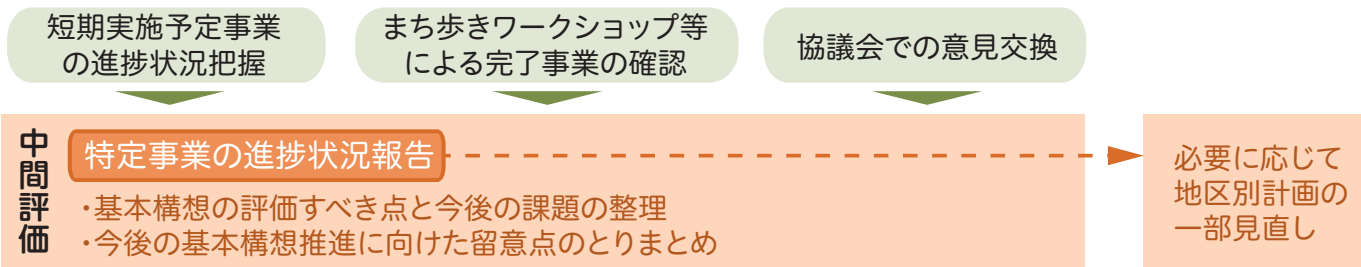 短期実施予定事業
の進捗状況把握
まち歩きワークショップ等
による完了事業の確認
協議会での意見交換
中間評価
特定事業の進捗状況報告
・基本構想の評価すべき点と今後の課題の整理
・今後の基本構想推進に向けた留意点のとりまとめ
必要に応じて
地区別計画の
一部見直し